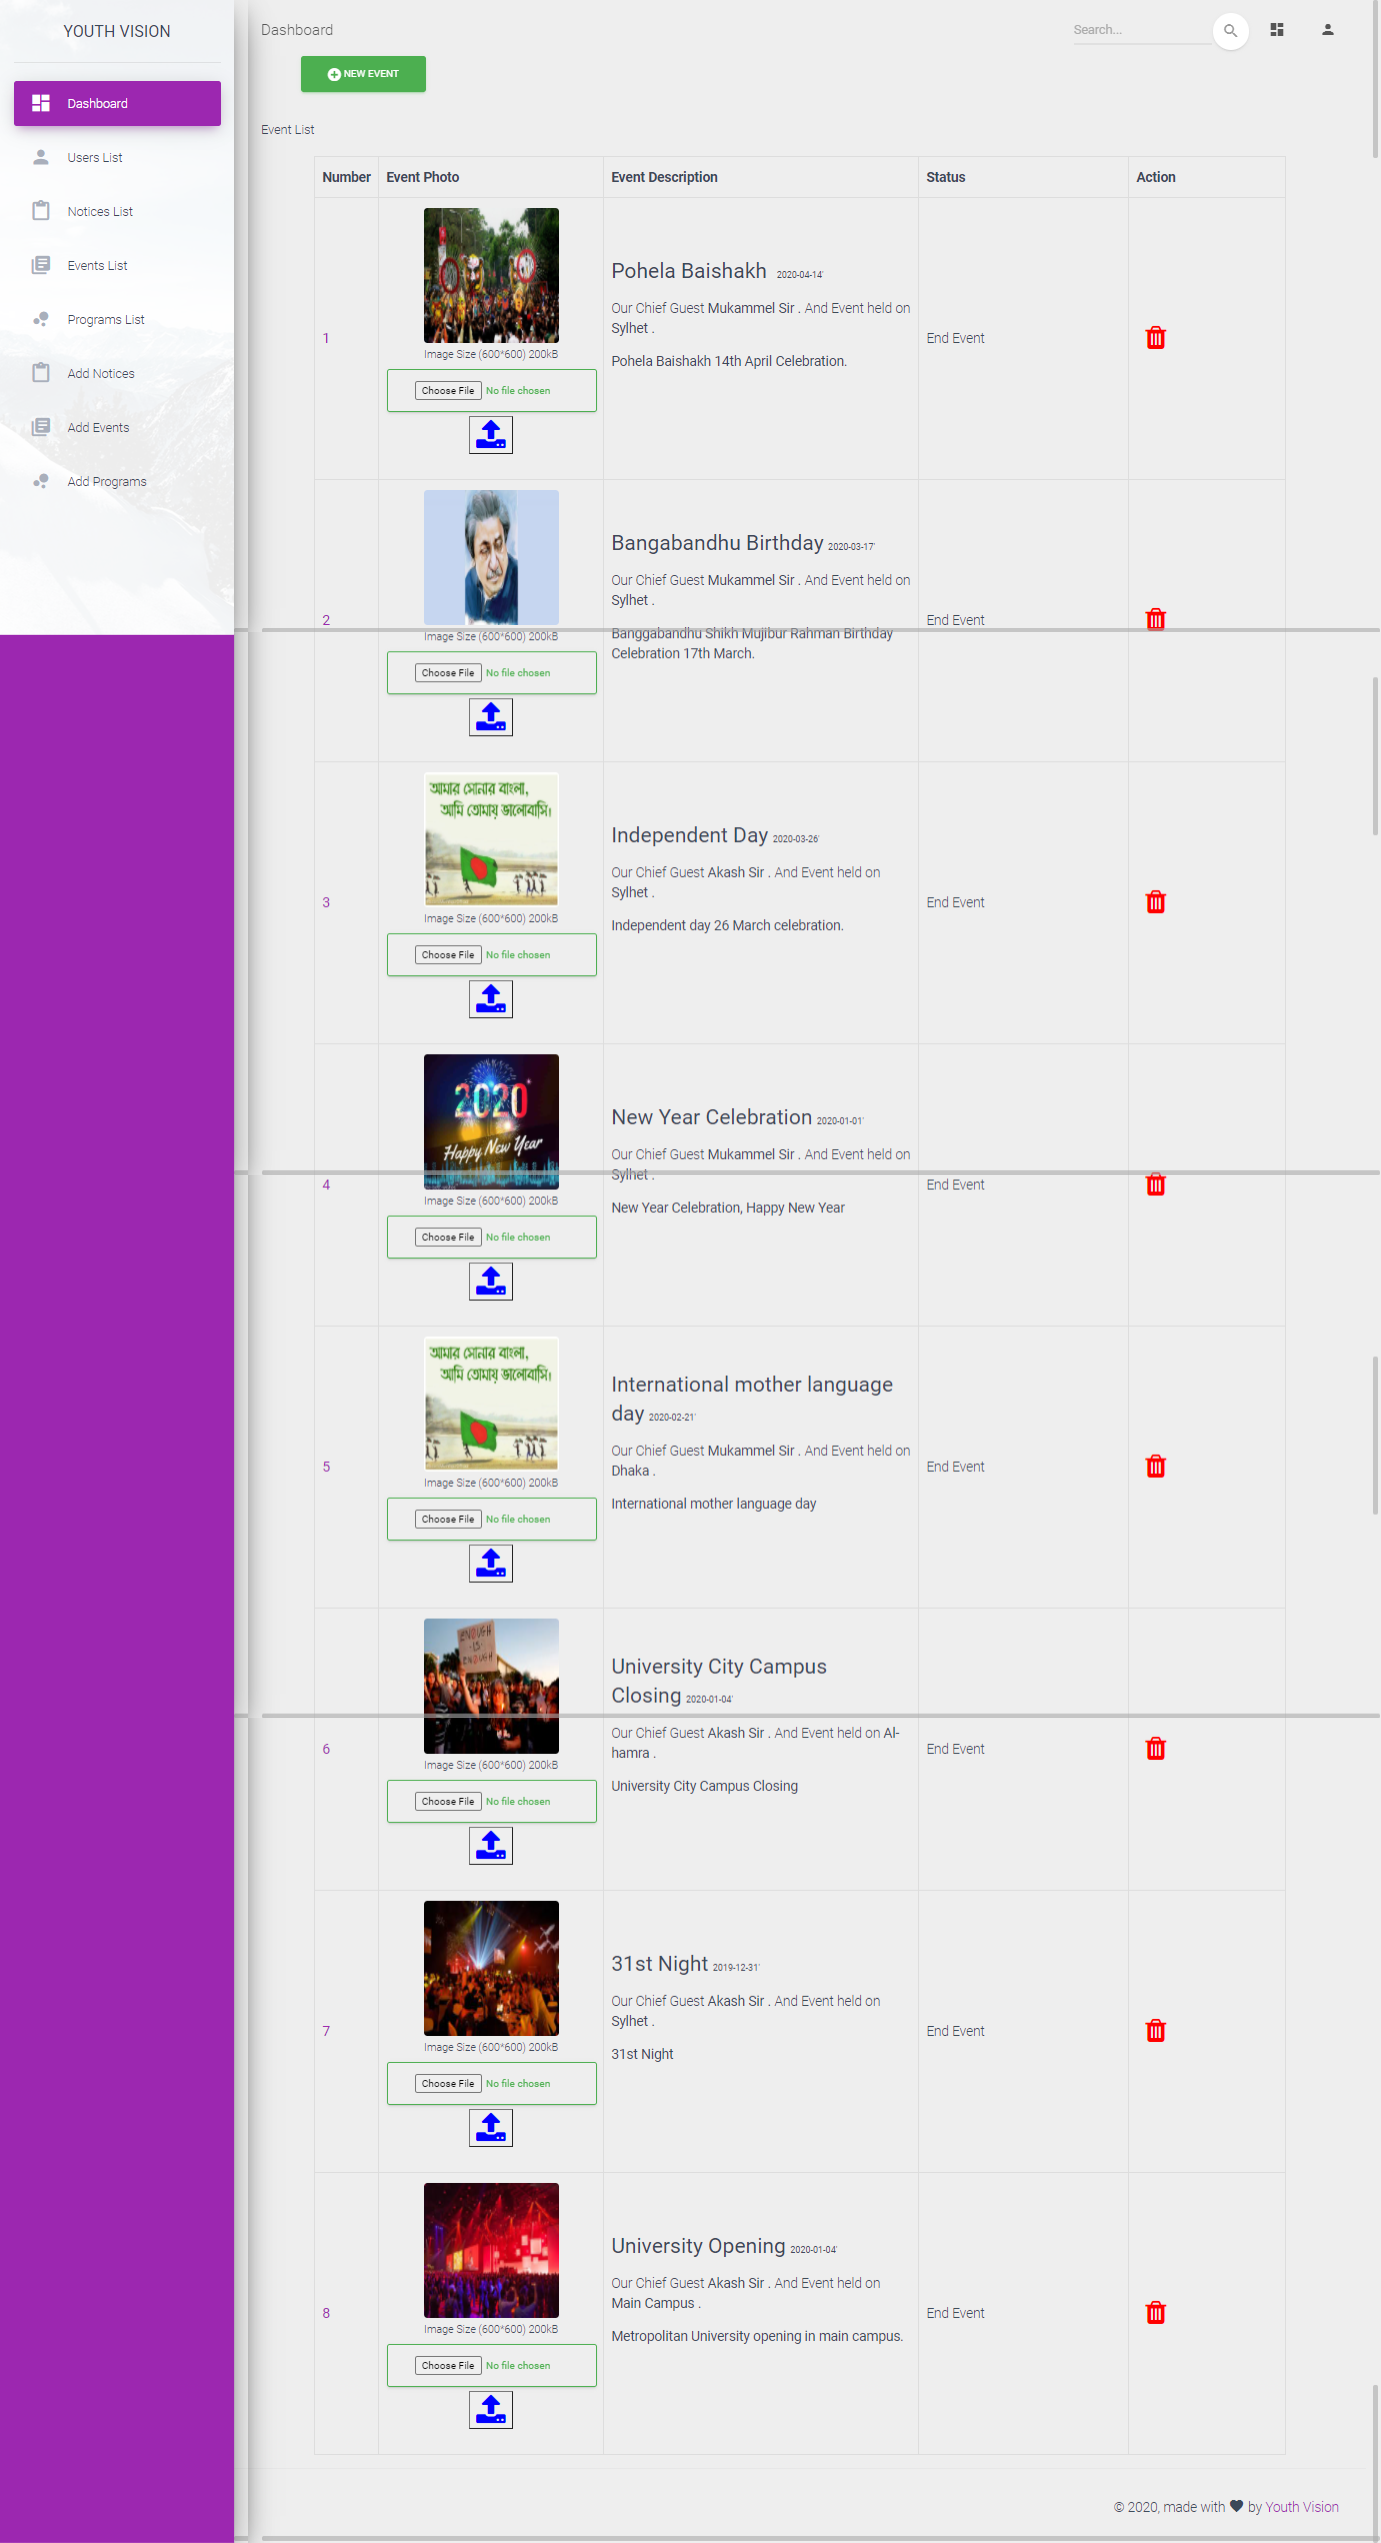 YOUTH VISION
Dashboard
Users List
Notices List
Events List
Programs List
Add Notices
Add Events
Add Programs
Dashboard
Search...
NEW EVENT
Event List
Number Event Photo Event Description Status Action
1
Image Size (600*600) 200kB
Choose File No file chosen
Pohela Baishakh 2020-04-14'
Our Chief Guest Mukammel Sir . And Event held on
Sylhet .
Pohela Baishakh 14th April Celebration.
End Event
2
Image Size (600*600) 200kB
Choose File No file chosen
Bangabandhu Birthday 2020-03-17'
Our Chief Guest Mukammel Sir . And Event held on
Sylhet .
Banggabandhu Shikh Mujibur Rahman Birthday
Celebration 17th March.
End Event
3
আমার সোনার বাংলা,
আমি তোমায় ভালোবাসি।
Image Size (600*600) 200kB
Choose File No file chosen
Independent Day 2020-03-26'
Our Chief Guest Akash Sir . And Event held on
Sylhet .
Independent day 26 March celebration.
End Event
4
2020
Happy New Year
Image Size (600*600) 200kB
Choose File No file chosen
New Year Celebration 2020-01-01'
Our Chief Guest Mukammel Sir . And Event held on
Sylhet .
New Year Celebration, Happy New Year
End Event
5
আমার সোনার বাংলা,
আমি তোমায় ভালোবাসি।
Image Size (600*600) 200kB
Choose File No file chosen
International mother language
day 2020-02-21'
Our Chief Guest Mukammel Sir . And Event held on
Dhaka .
International mother language day
End Event
6
ENOUGH
IS
ENOUGH
Image Size (600*600) 200kB
Choose File No file chosen
University City Campus
Closing 2020-01-04'
Our Chief Guest Akash Sir . And Event held on Al-
hamra .
University City Campus Closing
End Event
7
Image Size (600*600) 200kB
Choose File No file chosen
31st Night 2019-12-31'
Our Chief Guest Akash Sir . And Event held on
Sylhet .
31st Night
End Event
8
Image Size (600*600) 200kB
Choose File No file chosen
University Opening 2020-01-04'
Our Chief Guest Akash Sir . And Event held on
Main Campus .
Metropolitan University opening in main campus.
End Event
© 2020, made with by Youth Vision